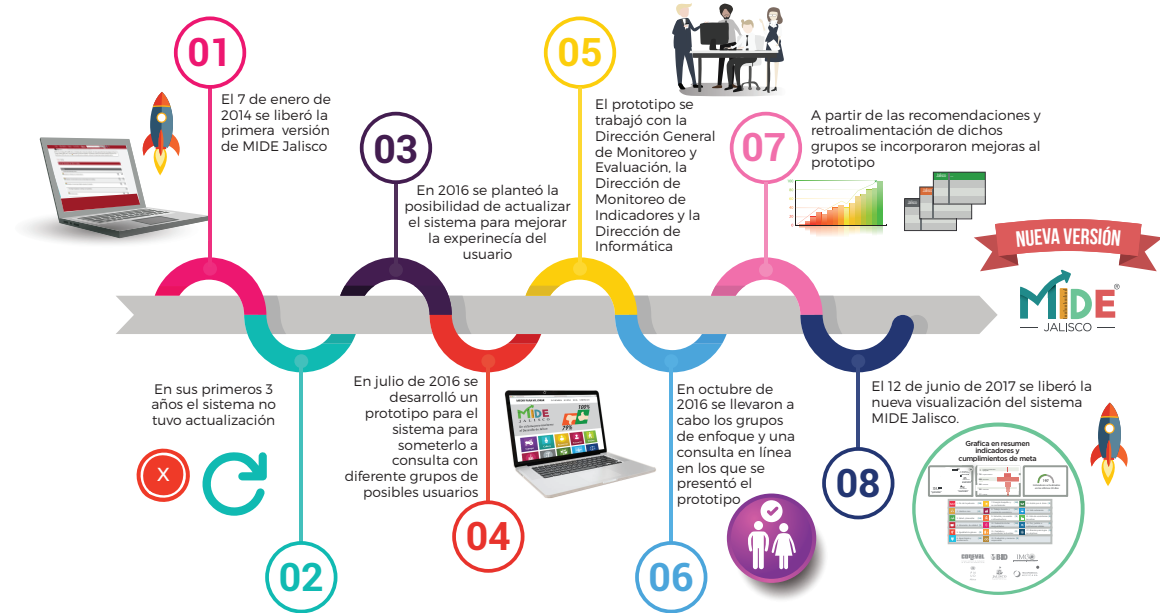 01
El 7 de enero de
2014 se liberó la
primera versión
de MIDE Jalisco
02
En sus primeros 3
años el sistema no
tuvo actualización
X
03
En 2016 se planteó la
posibilidad de actualizar
el sistema para mejorar
la experinecía del
usuario
04
En julio de 2016 se
desarrolló un
prototipo para el
sistema para
someterlo a
consulta con
diferente grupos de
posibles usuarios
MIDE
JALISCO
100%
79%
05
El prototipo se
trabajó con la
Dirección General
de Monitoreo y
Evaluación, la
Dirección de
Monitoreo de
Indicadores y la
Dirección de
Informática
06
En octubre de
2016 se llevaron a
cabo los grupos
de enfoque y una
consulta en línea
en los que se
presentó el
prototipo
07
A partir de las recomendaciones y
retroalimentación de dichos
grupos se incorporaron mejoras al
prototipo
08
El 12 de junio de 2017 se liberó la
nueva visualización del sistema
MIDE Jalisco.
Grafica en resumen
indicadores y
cumplimientos de meta
NUEVA VERSIÓN
MIDE®
JALISCO